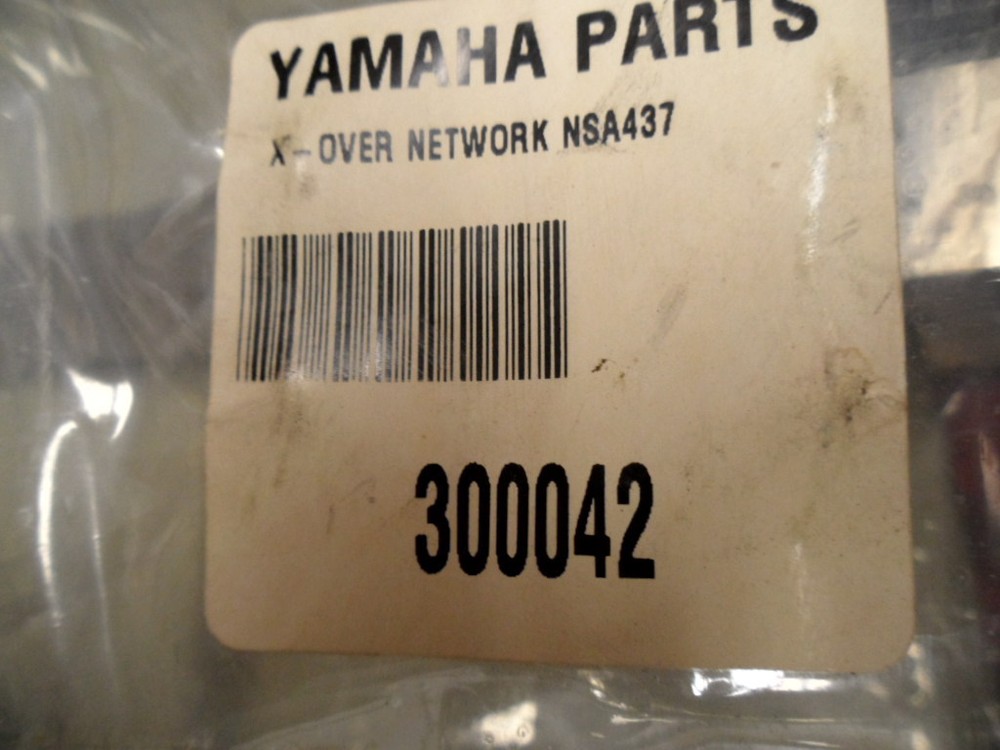 YAMAHA PARTS
X-OVER NETWORK NSA437
300042